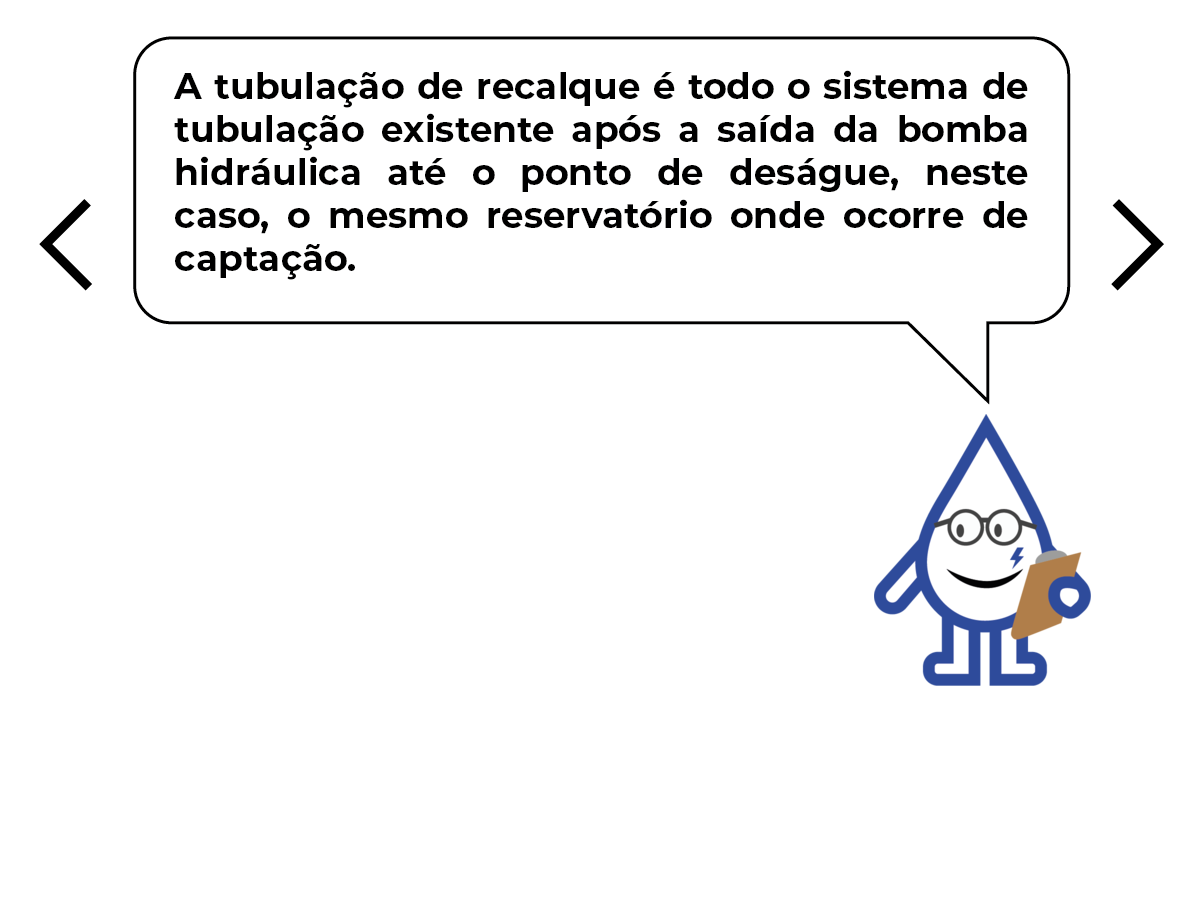 A tubulação de recalque é todo o sistema de
tubulação existente após a saída da bomba
hidráulica até o ponto de deságue, neste
caso, o mesmo reservatório onde ocorre de
captação.